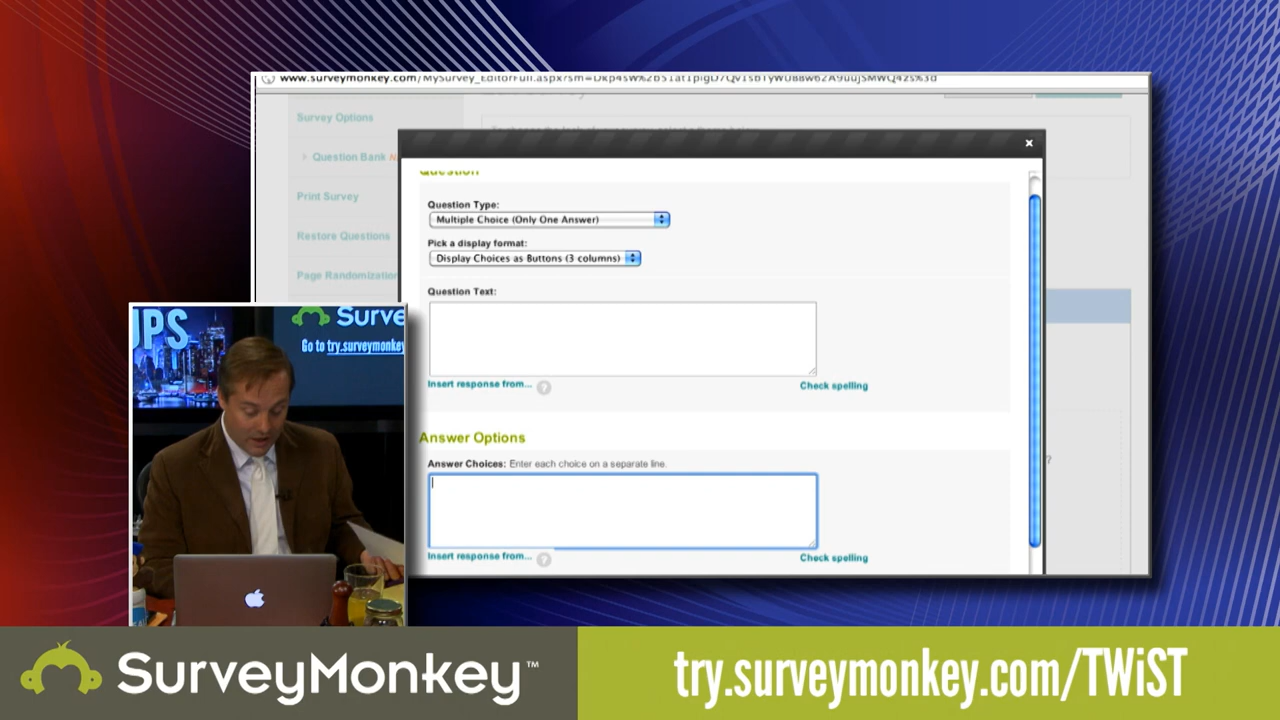 www.surveymonkey.com
Survey Options
Question Bank
Print Survey
Restore Questions
Page Randomization
Question
Question Type:
Multiple Choice (Only One Answer)
Pick a display format:
Display Choices as Buttons (3 columns)
Question Text:
Insert response from... ?
Check spelling
Answer Options
Answer Choices: Enter each choice on a separate line.
Insert response from... ?
Check spelling
?
UPS
Surve
Go to try.surveymonkey
SurveyMonkey™
try.surveymonkey.com/TWiST